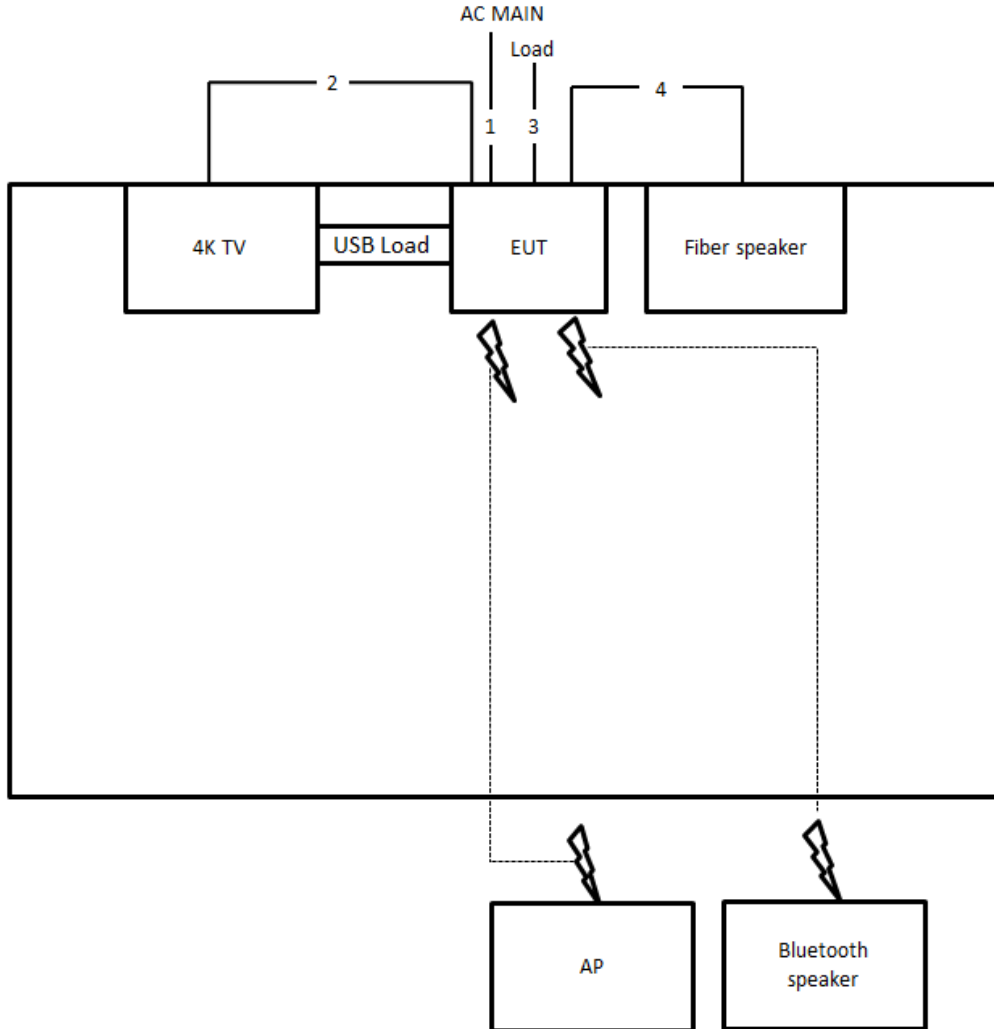 AC MAIN
Load
2
4
1
3
4K TV
USB Load
EUT
Fiber speaker
AP
Bluetooth
speaker